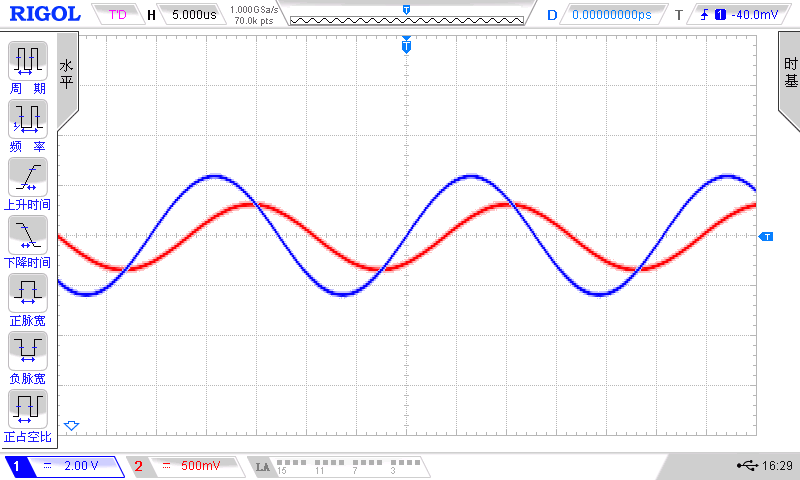 RIGOL T'D H 5.000us 1.000GSa/s 70.0k pts T D 0.00000000ps T 1 -40.0mV
T
水平
时基
周 期
频 率
上升时间
T
下降时间
正脉宽
负脉宽
正占空比
1 2.00 V 2 500mV LA 15 11 7 3 16:29